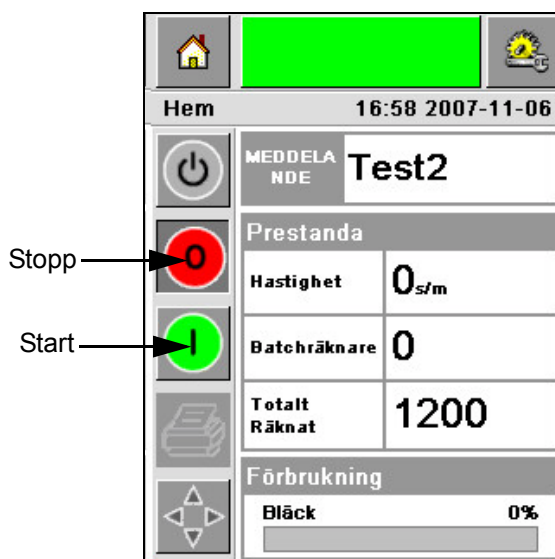 Hem 16:58 2007-11-06
MEDDELA
NDE
Test2
Stopp
O
Start
I
Prestanda
Hastighet 0s/m
Batchräknare 0
Totalt
Räknat
1200
Förbrukning
Bläck 0%